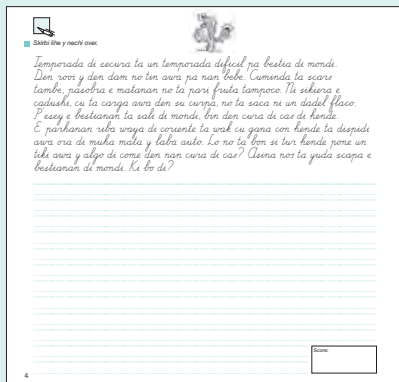 Skirbi lihe y nechi over.
Temporada di secura ta un temporada dificil pa bestia di mondi.
Den rooi y den dam no tin awa pa nan bebe. Cuminda ta scars
tambe, pasobra e matanan no ta pari fruta tampoco. Ni sikiera e
cadushi, cu ta carga awa den su curpa, no ta saca ni un dadel flaco.
P'esey e bestianan ta sali di mondi, bin den cura di cas di hende.
E parhanan riba waya di coriente ta wak cu gana con hende ta dispidi
awa ora di muha mata y laba auto. Lo no ta bon si tur hende pone un
tiki awa y algo di come den nan cura di cas? Asina nos ta yuda scapa e
bestianan di mondi. Ki bo di?
Score:
4